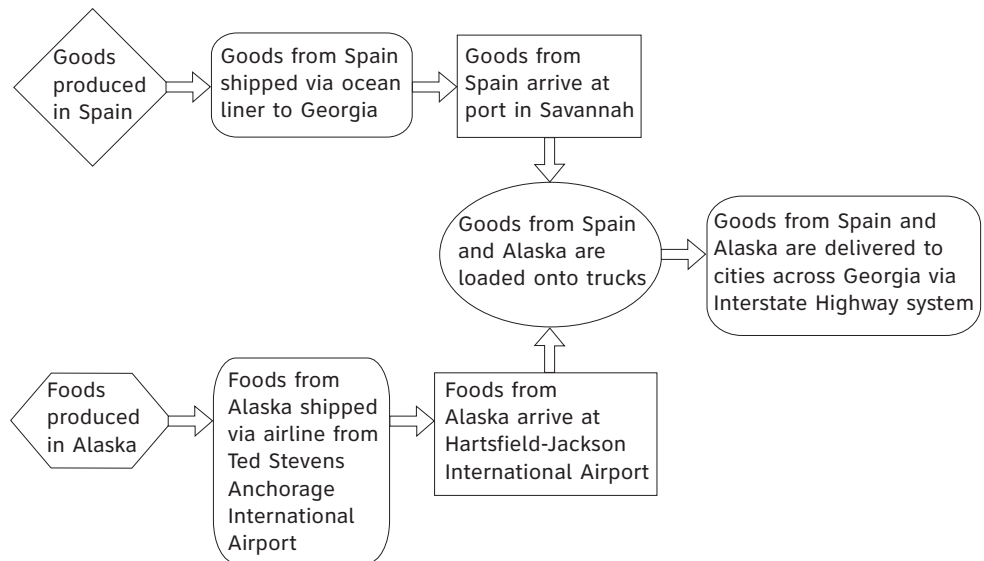 Goods
produced
in Spain
Goods from Spain
shipped via ocean
liner to Georgia
Goods from
Spain arrive at
port in Savannah
Goods from Spain
and Alaska are
loaded onto trucks
Goods from Spain and
Alaska are delivered to
cities across Georgia via
Interstate Highway system
Foods
produced
in Alaska
Foods from
Alaska shipped
via airline from
Ted Stevens
Anchorage
International
Airport
Foods from
Alaska arrive at
Hartsfield-Jackson
International Airport